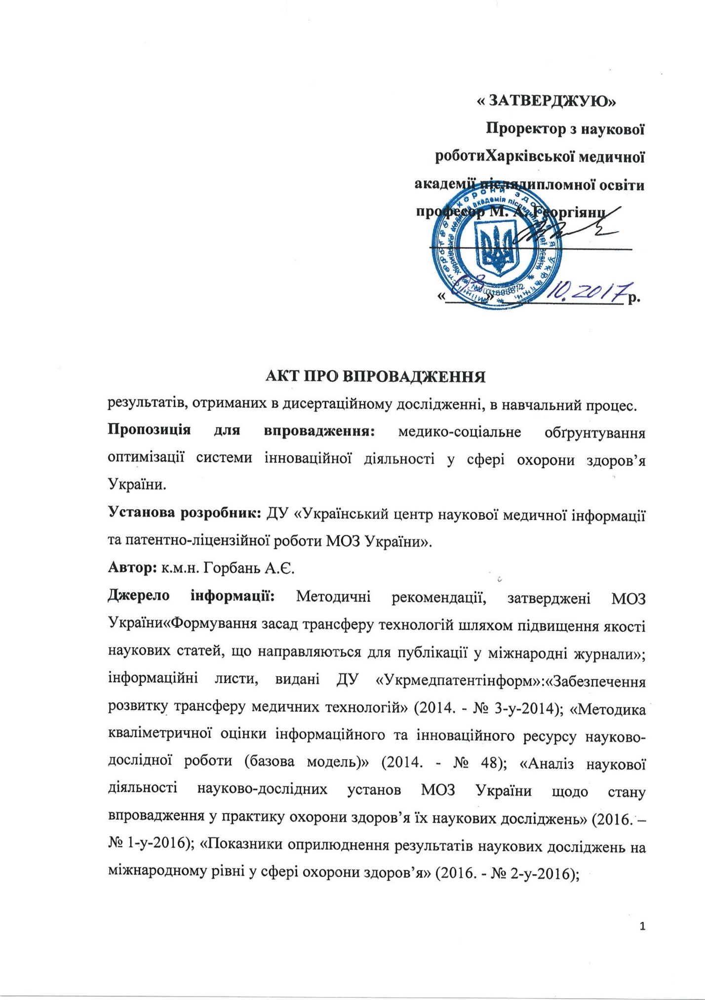 « ЗАТВЕРДЖУЮ»
Проректор з наукової
роботиХарківської медичної
академії післядипломної освіти
професор М. А. Георгіянц
«03» 10.2017 р.
АКТ ПРО ВПРОВАДЖЕННЯ
результатів, отриманих в дисертаційному дослідженні, в навчальний процес.
Пропозиція для впровадження: медико-соціальне обґрунтування
оптимізації системи інноваційної діяльності у сфері охорони здоров’я
України.
Установа розробник: ДУ «Український центр наукової медичної інформації
та патентно-ліцензійної роботи МОЗ України».
Автор: к.м.н. Горбань А.Є.
Джерело інформації: Методичні рекомендації, затверджені МОЗ
України«Формування засад трансферу технологій шляхом підвищення якості
наукових статей, що направляються для публікації у міжнародні журнали»;
інформаційні листи, видані ДУ «Укрмедпатентінформ»:«Забезпечення
розвитку трансферу медичних технологій» (2014. - № 3-у-2014); «Методика
кваліметричної оцінки інформаційного та інноваційного ресурсу науково-
дослідної роботи (базова модель)» (2014. - № 48); «Аналіз наукової
діяльності науково-дослідних установ МОЗ України щодо стану
впровадження у практику охорони здоров’я їх наукових досліджень» (2016. –
№ 1-у-2016); «Показники оприлюднення результатів наукових досліджень на
міжнародному рівні у сфері охорони здоров’я» (2016. - № 2-у-2016);
1